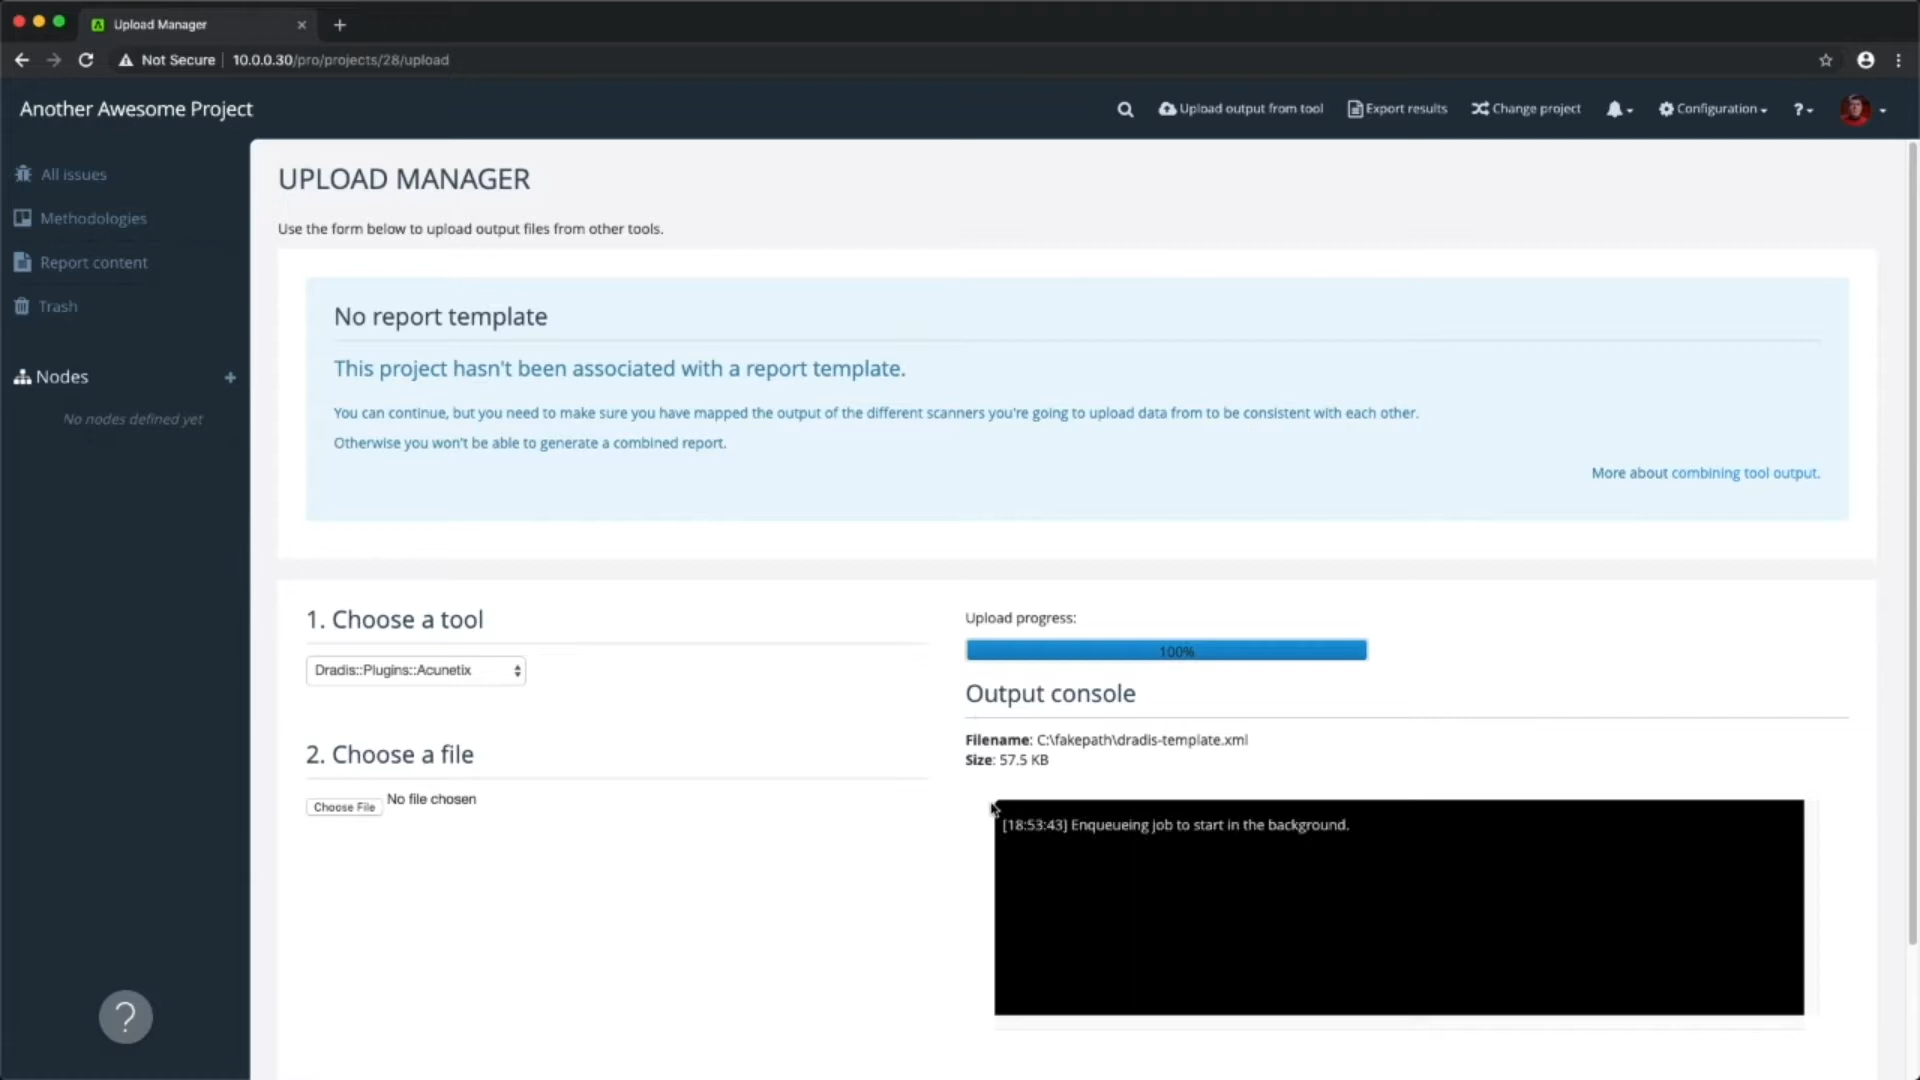 Upload Manager
Not Secure
10.0.0.30/pro/projects/28/upload
Another Awesome Project
Upload output from tool
Export results
Change project
Configuration
?
All issues
Methodologies
Report content
Trash
Nodes
+
No nodes defined yet
UPLOAD MANAGER
Use the form below to upload output files from other tools.
No report template
This project hasn't been associated with a report template.
You can continue, but you need to make sure you have mapped the output of the different scanners you're going to upload data from to be consistent with each other.
Otherwise you won't be able to generate a combined report.
More about combining tool output.
1. Choose a tool
Dradis::Plugins::Acunetix
2. Choose a file
Choose File
No file chosen
Upload progress:
100%
Output console
Filename: C:\fakepath\dradis-template.xml
Size: 57.5 KB
[18:53:43] Enqueueing job to start in the background.
?